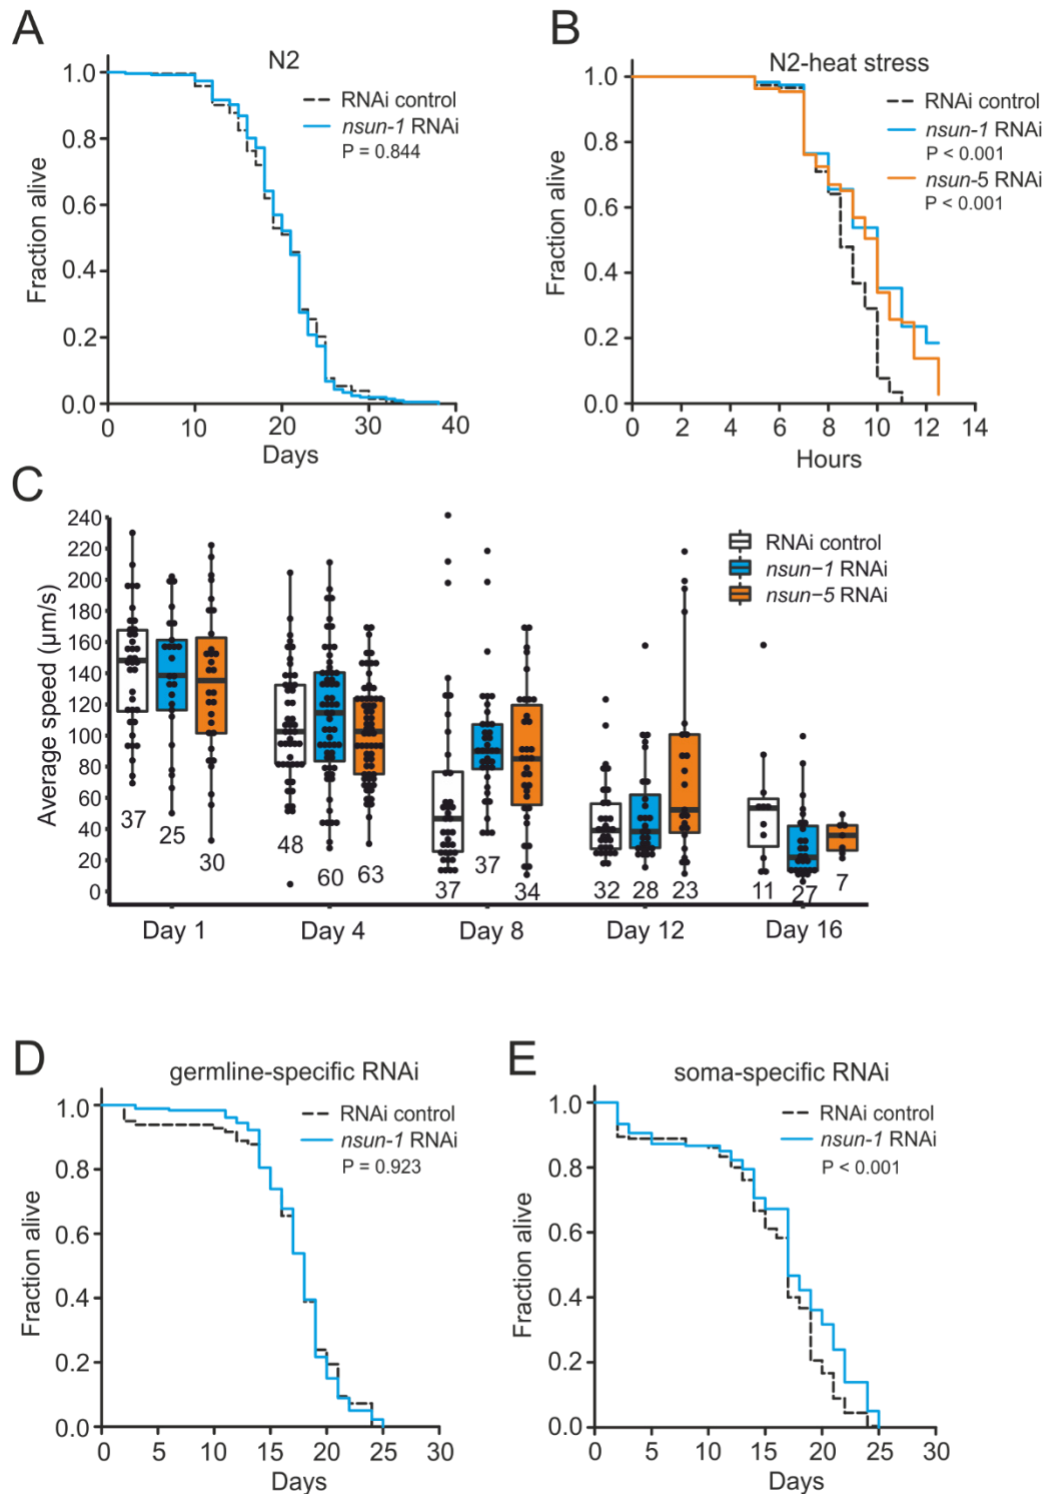 A
N2
1.0
0.8
0.6
0.4
0.2
0.0
Fraction alive
RNAi control
nsun-1 RNAi
P = 0.844
0 10 20 30 40
Days
B
N2-heat stress
1.0
0.8
0.6
0.4
0.2
0.0
Fraction alive
RNAi control
nsun-1 RNAi
P < 0.001
nsun-5 RNAi
P < 0.001
0 2 4 6 8 10 12 14
Hours
C
240
220
200
180
160
140
120
100
80
60
40
20
0
Average speed (µm/s)
RNAi control
nsun−1 RNAi
nsun−5 RNAi
37 25 30 48 60 63 37 37 34 32 28 23 11 27 7
Day 1 Day 4 Day 8 Day 12 Day 16
D
germline-specific RNAi
1.0
0.8
0.6
0.4
0.2
0.0
Fraction alive
RNAi control
nsun-1 RNAi
P = 0.923
0 5 10 15 20 25 30
Days
E
soma-specific RNAi
1.0
0.8
0.6
0.4
0.2
0.0
Fraction alive
RNAi control
nsun-1 RNAi
P < 0.001
0 5 10 15 20 25 30
Days